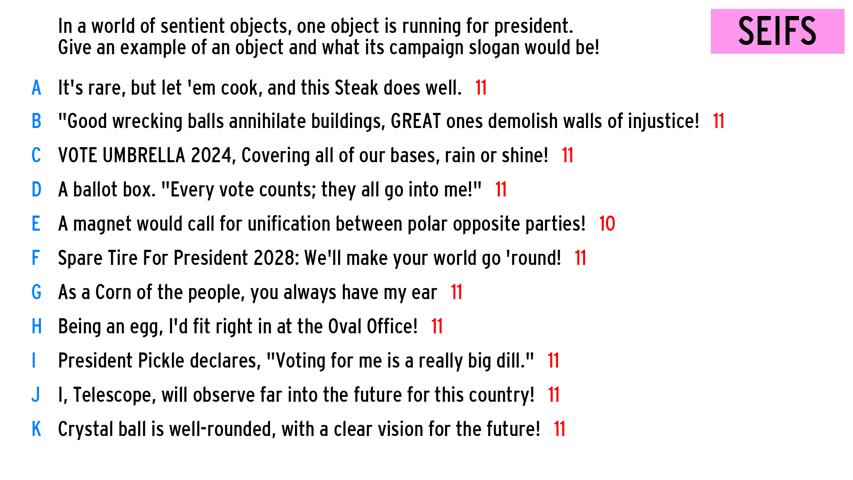 In a world of sentient objects, one object is running for president.
Give an example of an object and what its campaign slogan would be!
SEIFS
A It's rare, but let 'em cook, and this Steak does well. 11
B "Good wrecking balls annihilate buildings, GREAT ones demolish walls of injustice! 11
C VOTE UMBRELLA 2024, Covering all of our bases, rain or shine! 11
D A ballot box. "Every vote counts; they all go into me!" 11
E A magnet would call for unification between polar opposite parties! 10
F Spare Tire For President 2028: We'll make your world go 'round! 11
G As a Corn of the people, you always have my ear 11
H Being an egg, I'd fit right in at the Oval Office! 11
I President Pickle declares, "Voting for me is a really big dill." 11
J I, Telescope, will observe far into the future for this country! 11
K Crystal ball is well-rounded, with a clear vision for the future! 11